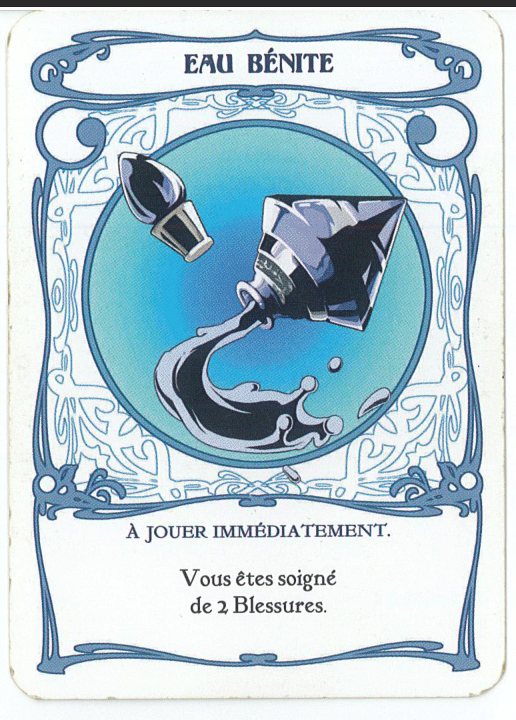 EAU BÉNITE
À JOUER IMMÉDIATEMENT.
Vous êtes soigné
de 2 Blessures.